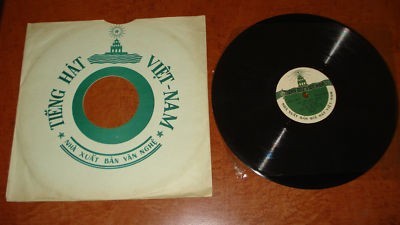 TIẾNG HÁT VIỆT-NAM
NHÀ XUẤT BẢN VĂN NGHỆ